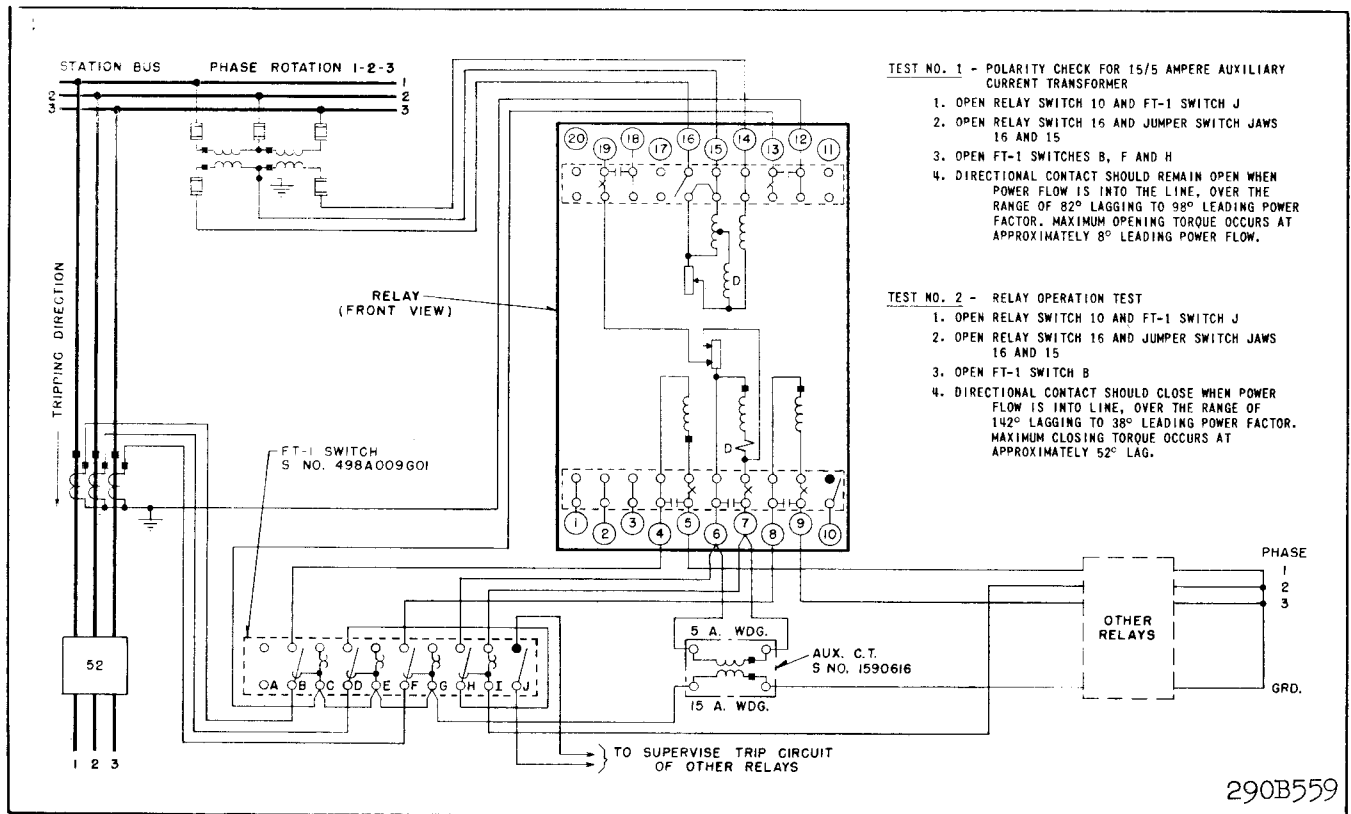 STATION BUS
PHASE ROTATION 1-2-3
1
2
2
3
3
TEST NO. 1 - POLARITY CHECK FOR 15/5 AMPERE AUXILIARY
CURRENT TRANSFORMER
1. OPEN RELAY SWITCH 10 AND FT-1 SWITCH J
2. OPEN RELAY SWITCH 16 AND JUMPER SWITCH JAWS
16 AND 15
3. OPEN FT-1 SWITCHES B, F AND H
4. DIRECTIONAL CONTACT SHOULD REMAIN OPEN WHEN
POWER FLOW IS INTO THE LINE, OVER THE
RANGE OF 82° LAGGING TO 98° LEADING POWER
FACTOR. MAXIMUM OPENING TORQUE OCCURS AT
APPROXIMATELY 8° LEADING POWER FLOW.
TEST NO. 2 - RELAY OPERATION TEST
1. OPEN RELAY SWITCH 10 AND FT-1 SWITCH J
2. OPEN RELAY SWITCH 16 AND JUMPER SWITCH JAWS
16 AND 15
3. OPEN FT-1 SWITCH B
4. DIRECTIONAL CONTACT SHOULD CLOSE WHEN POWER
FLOW IS INTO LINE, OVER THE RANGE OF
142° LAGGING TO 38° LEADING POWER FACTOR.
MAXIMUM CLOSING TORQUE OCCURS AT
APPROXIMATELY 52° LAG.
20 19 18 17 16 15 14 13 12 11
D
RELAY
(FRONT VIEW)
TRIPPING DIRECTION
D
FT-1 SWITCH
S NO. 498A009G01
1 2 3 4 5 6 7 8 9 10
PHASE
1
2
3
OTHER
RELAYS
GRD.
5 A. WDG.
AUX. C.T.
S NO. 1590616
15 A. WDG.
A B C D E F G H I J
52
1 2 3
TO SUPERVISE TRIP CIRCUIT
OF OTHER RELAYS
290B559